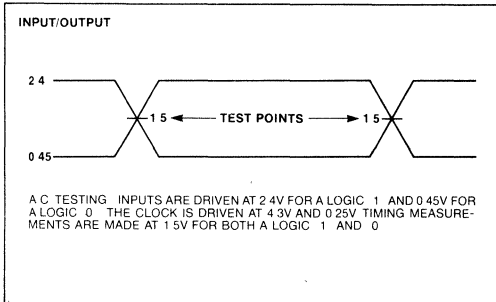 INPUT/OUTPUT
2 4
1 5 TEST POINTS 1 5
0 45
A C TESTING INPUTS ARE DRIVEN AT 2 4V FOR A LOGIC 1 AND 0 45V FOR
A LOGIC 0 THE CLOCK IS DRIVEN AT 4 3V AND 0 25V TIMING MEASURE-
MENTS ARE MADE AT 1 5V FOR BOTH A LOGIC 1 AND 0